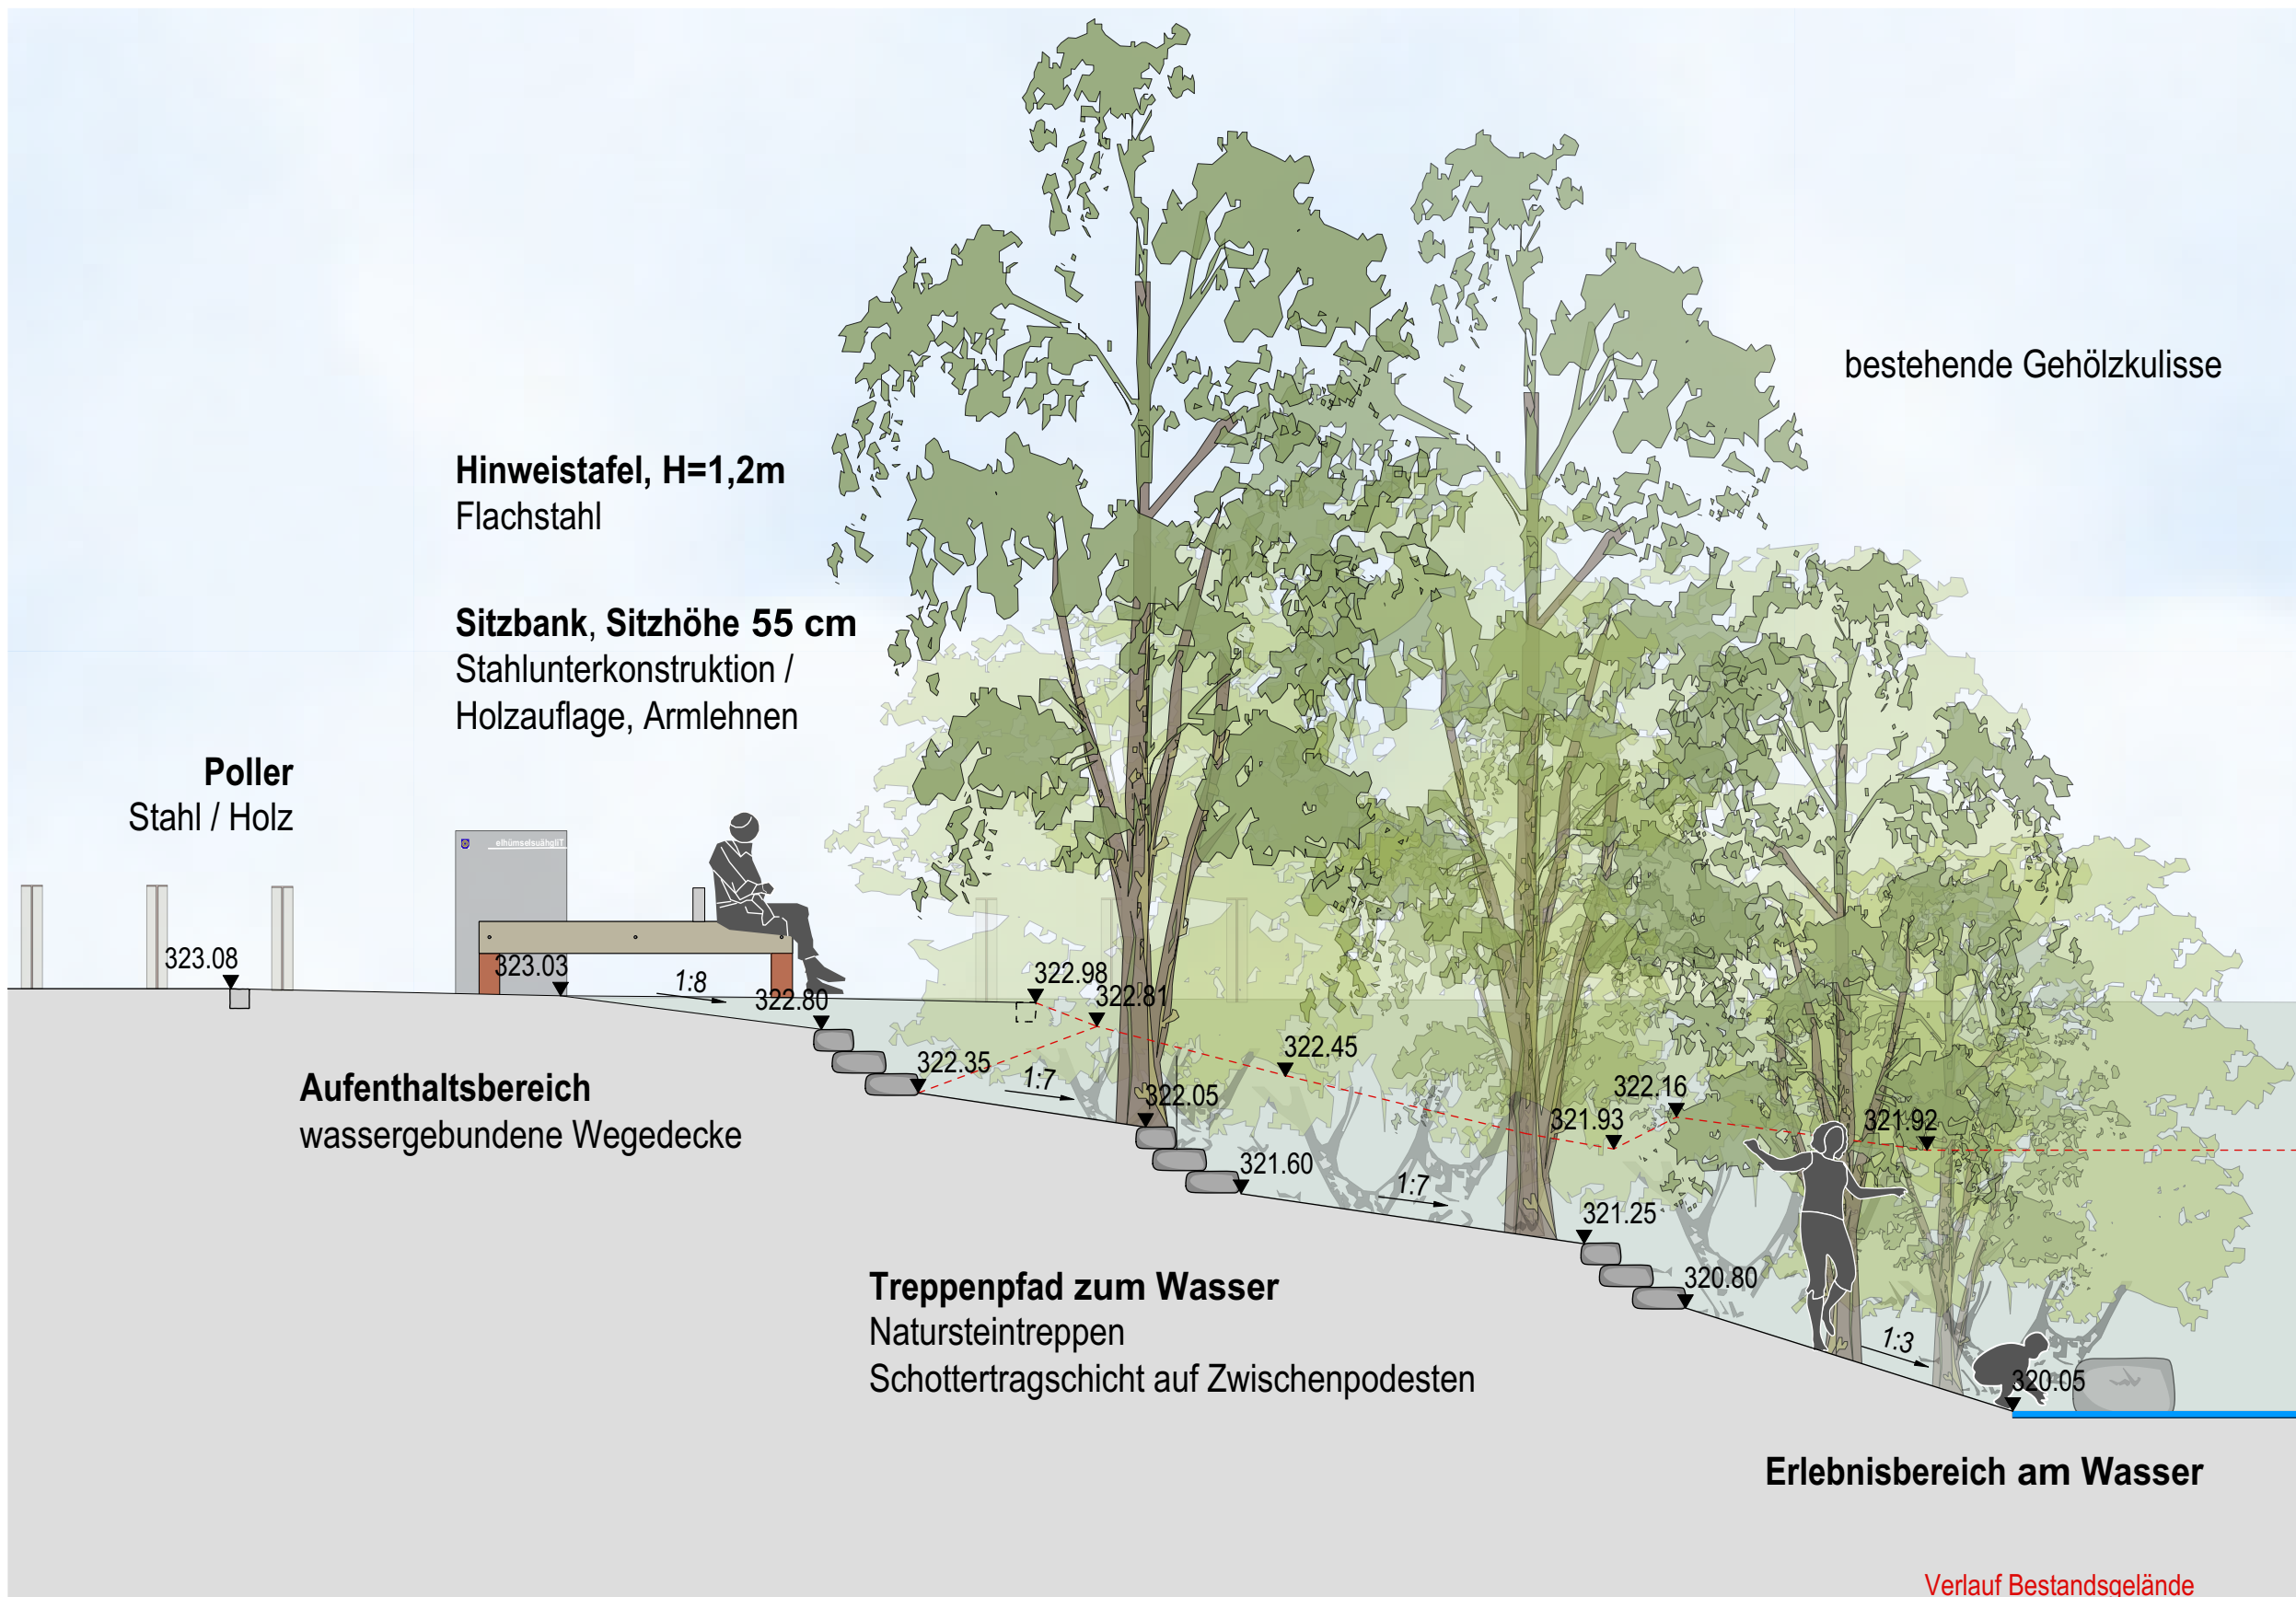 bestehende Gehölzkulisse
Hinweistafel, H=1,2m
Flachstahl
Sitzbank, Sitzhöhe 55 cm
Stahlunterkonstruktion /
Holzauflage, Armlehnen
Poller
Stahl / Holz
elhümselsuähgliT
323.08
323.03
1:8
322.80
322.98
322.81
322.35
1:7
322.05
322.45
321.60
1:7
321.93
322.16
321.92
321.25
320.80
1:3
320.05
Aufenthaltsbereich
wassergebundene Wegedecke
Treppenpfad zum Wasser
Natursteintreppen
Schottertragschicht auf Zwischenpodesten
Erlebnisbereich am Wasser
Verlauf Bestandsgelände